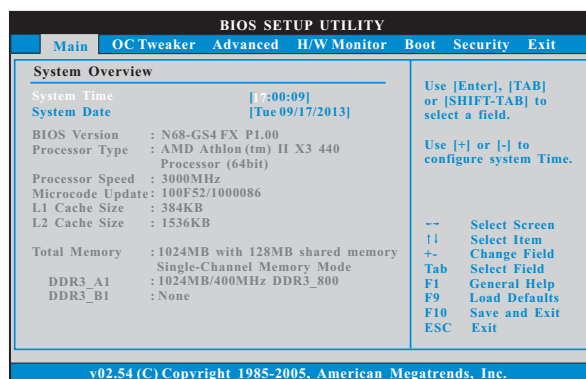 BIOS SETUP UTILITY
Main OC Tweaker Advanced H/W Monitor Boot Security Exit
System Overview
System Time [17:00:09]
System Date [Tue 09/17/2013]
BIOS Version : N68-GS4 FX P1.00
Processor Type : AMD Athlon (tm) II X3 440
Processor (64bit)
Processor Speed : 3000MHz
Microcode Update : 100F52/1000086
L1 Cache Size : 384KB
L2 Cache Size : 1536KB
Total Memory : 1024MB with 128MB shared memory
Single-Channel Memory Mode
DDR3_A1 : 1024MB/400MHz DDR3_800
DDR3_B1 : None
Use [Enter], [TAB]
or [SHIFT-TAB] to
select a field.
Use [+] or [-] to
configure system Time.
←→ Select Screen
↑↓ Select Item
+- Change Field
Tab Select Field
F1 General Help
F9 Load Defaults
F10 Save and Exit
ESC Exit
v02.54 (C) Copyright 1985-2005, American Megatrends, Inc.